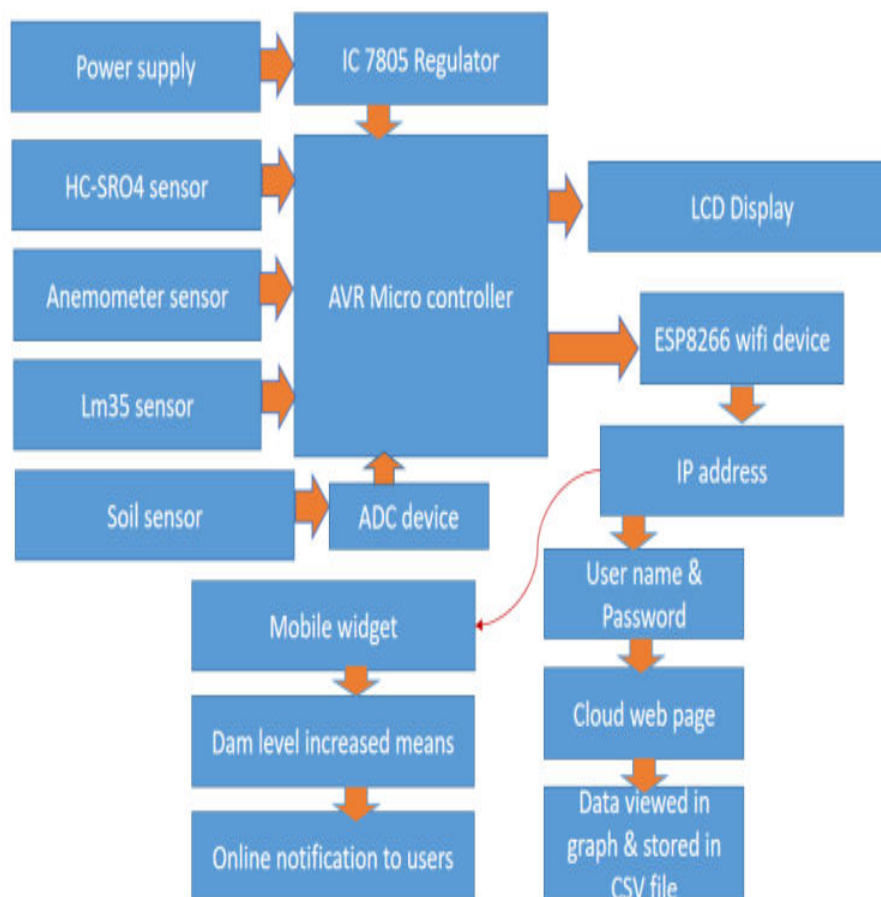 Power supply
IC 7805 Regulator
HC-SRO4 sensor
LCD Display
Anemometer sensor
AVR Micro controller
ESP8266 wifi device
Lm35 sensor
IP address
Soil sensor
ADC device
User name &
Password
Mobile widget
Cloud web page
Dam level increased means
Data viewed in
graph & stored in
CSV file
Online notification to users